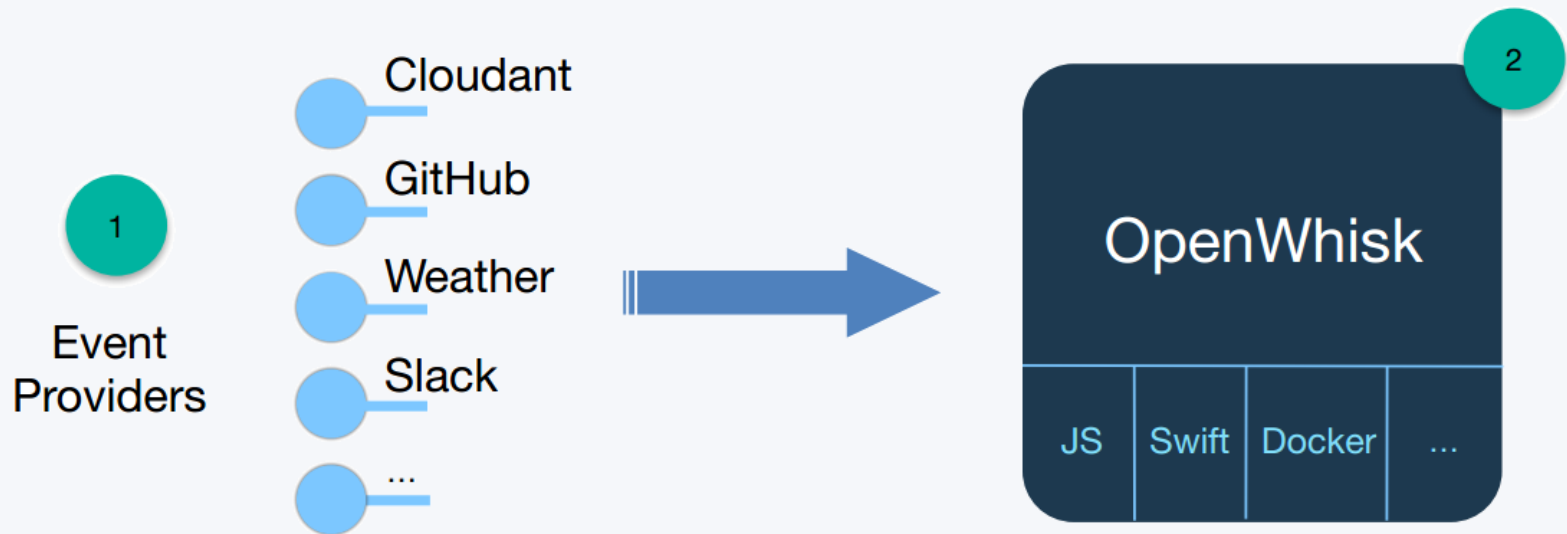 1
Event
Providers
Cloudant
GitHub
Weather
Slack
...
2
OpenWhisk
JS Swift Docker ...